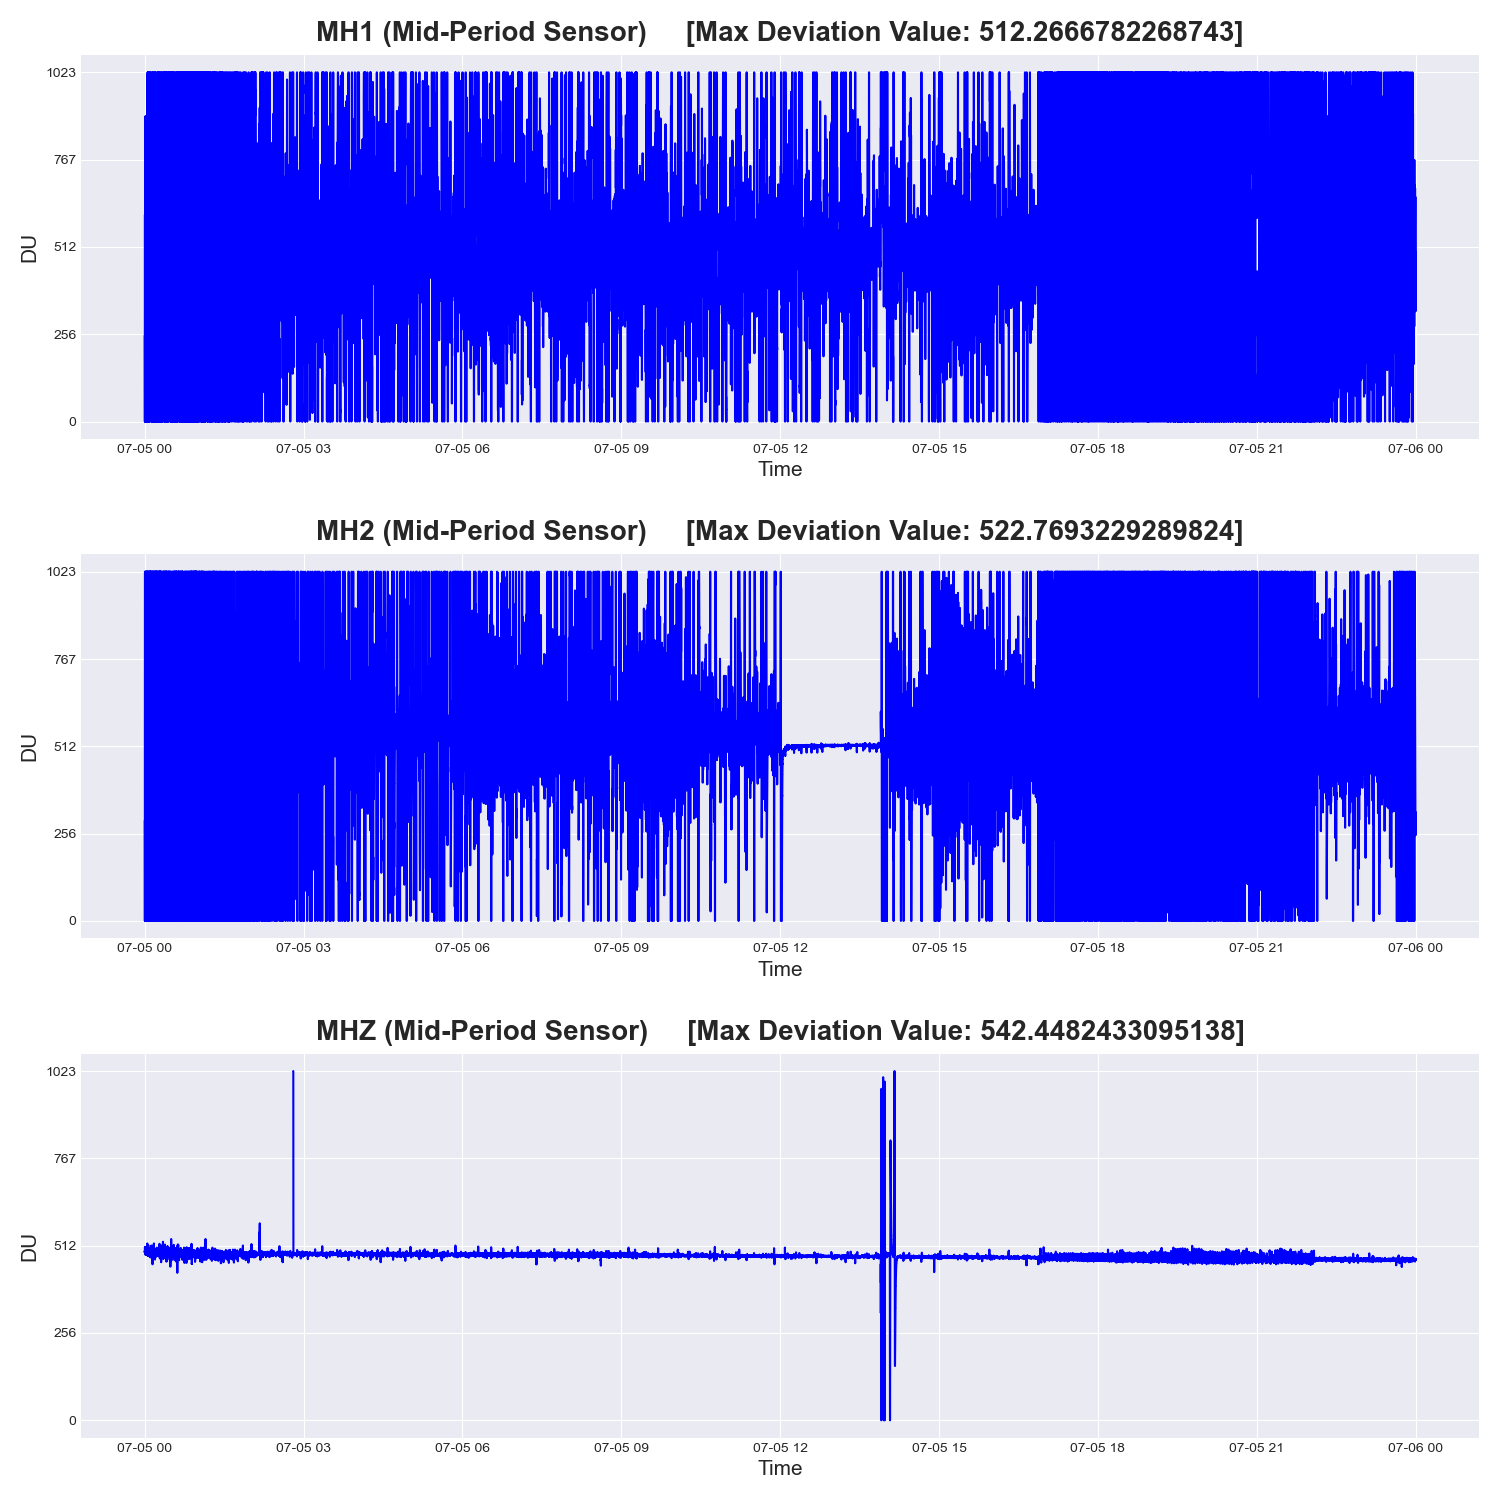 MH1 (Mid-Period Sensor) [Max Deviation Value: 512.2666782268743]
1023
767
512
256
0
DU
07-05 00 07-05 03 07-05 06 07-05 09 07-05 12 07-05 15 07-05 18 07-05 21 07-06 00
Time
MH2 (Mid-Period Sensor) [Max Deviation Value: 522.7693229289824]
1023
767
512
256
0
DU
07-05 00 07-05 03 07-05 06 07-05 09 07-05 12 07-05 15 07-05 18 07-05 21 07-06 00
Time
MHZ (Mid-Period Sensor) [Max Deviation Value: 542.4482433095138]
1023
767
512
256
0
DU
07-05 00 07-05 03 07-05 06 07-05 09 07-05 12 07-05 15 07-05 18 07-05 21 07-06 00
Time